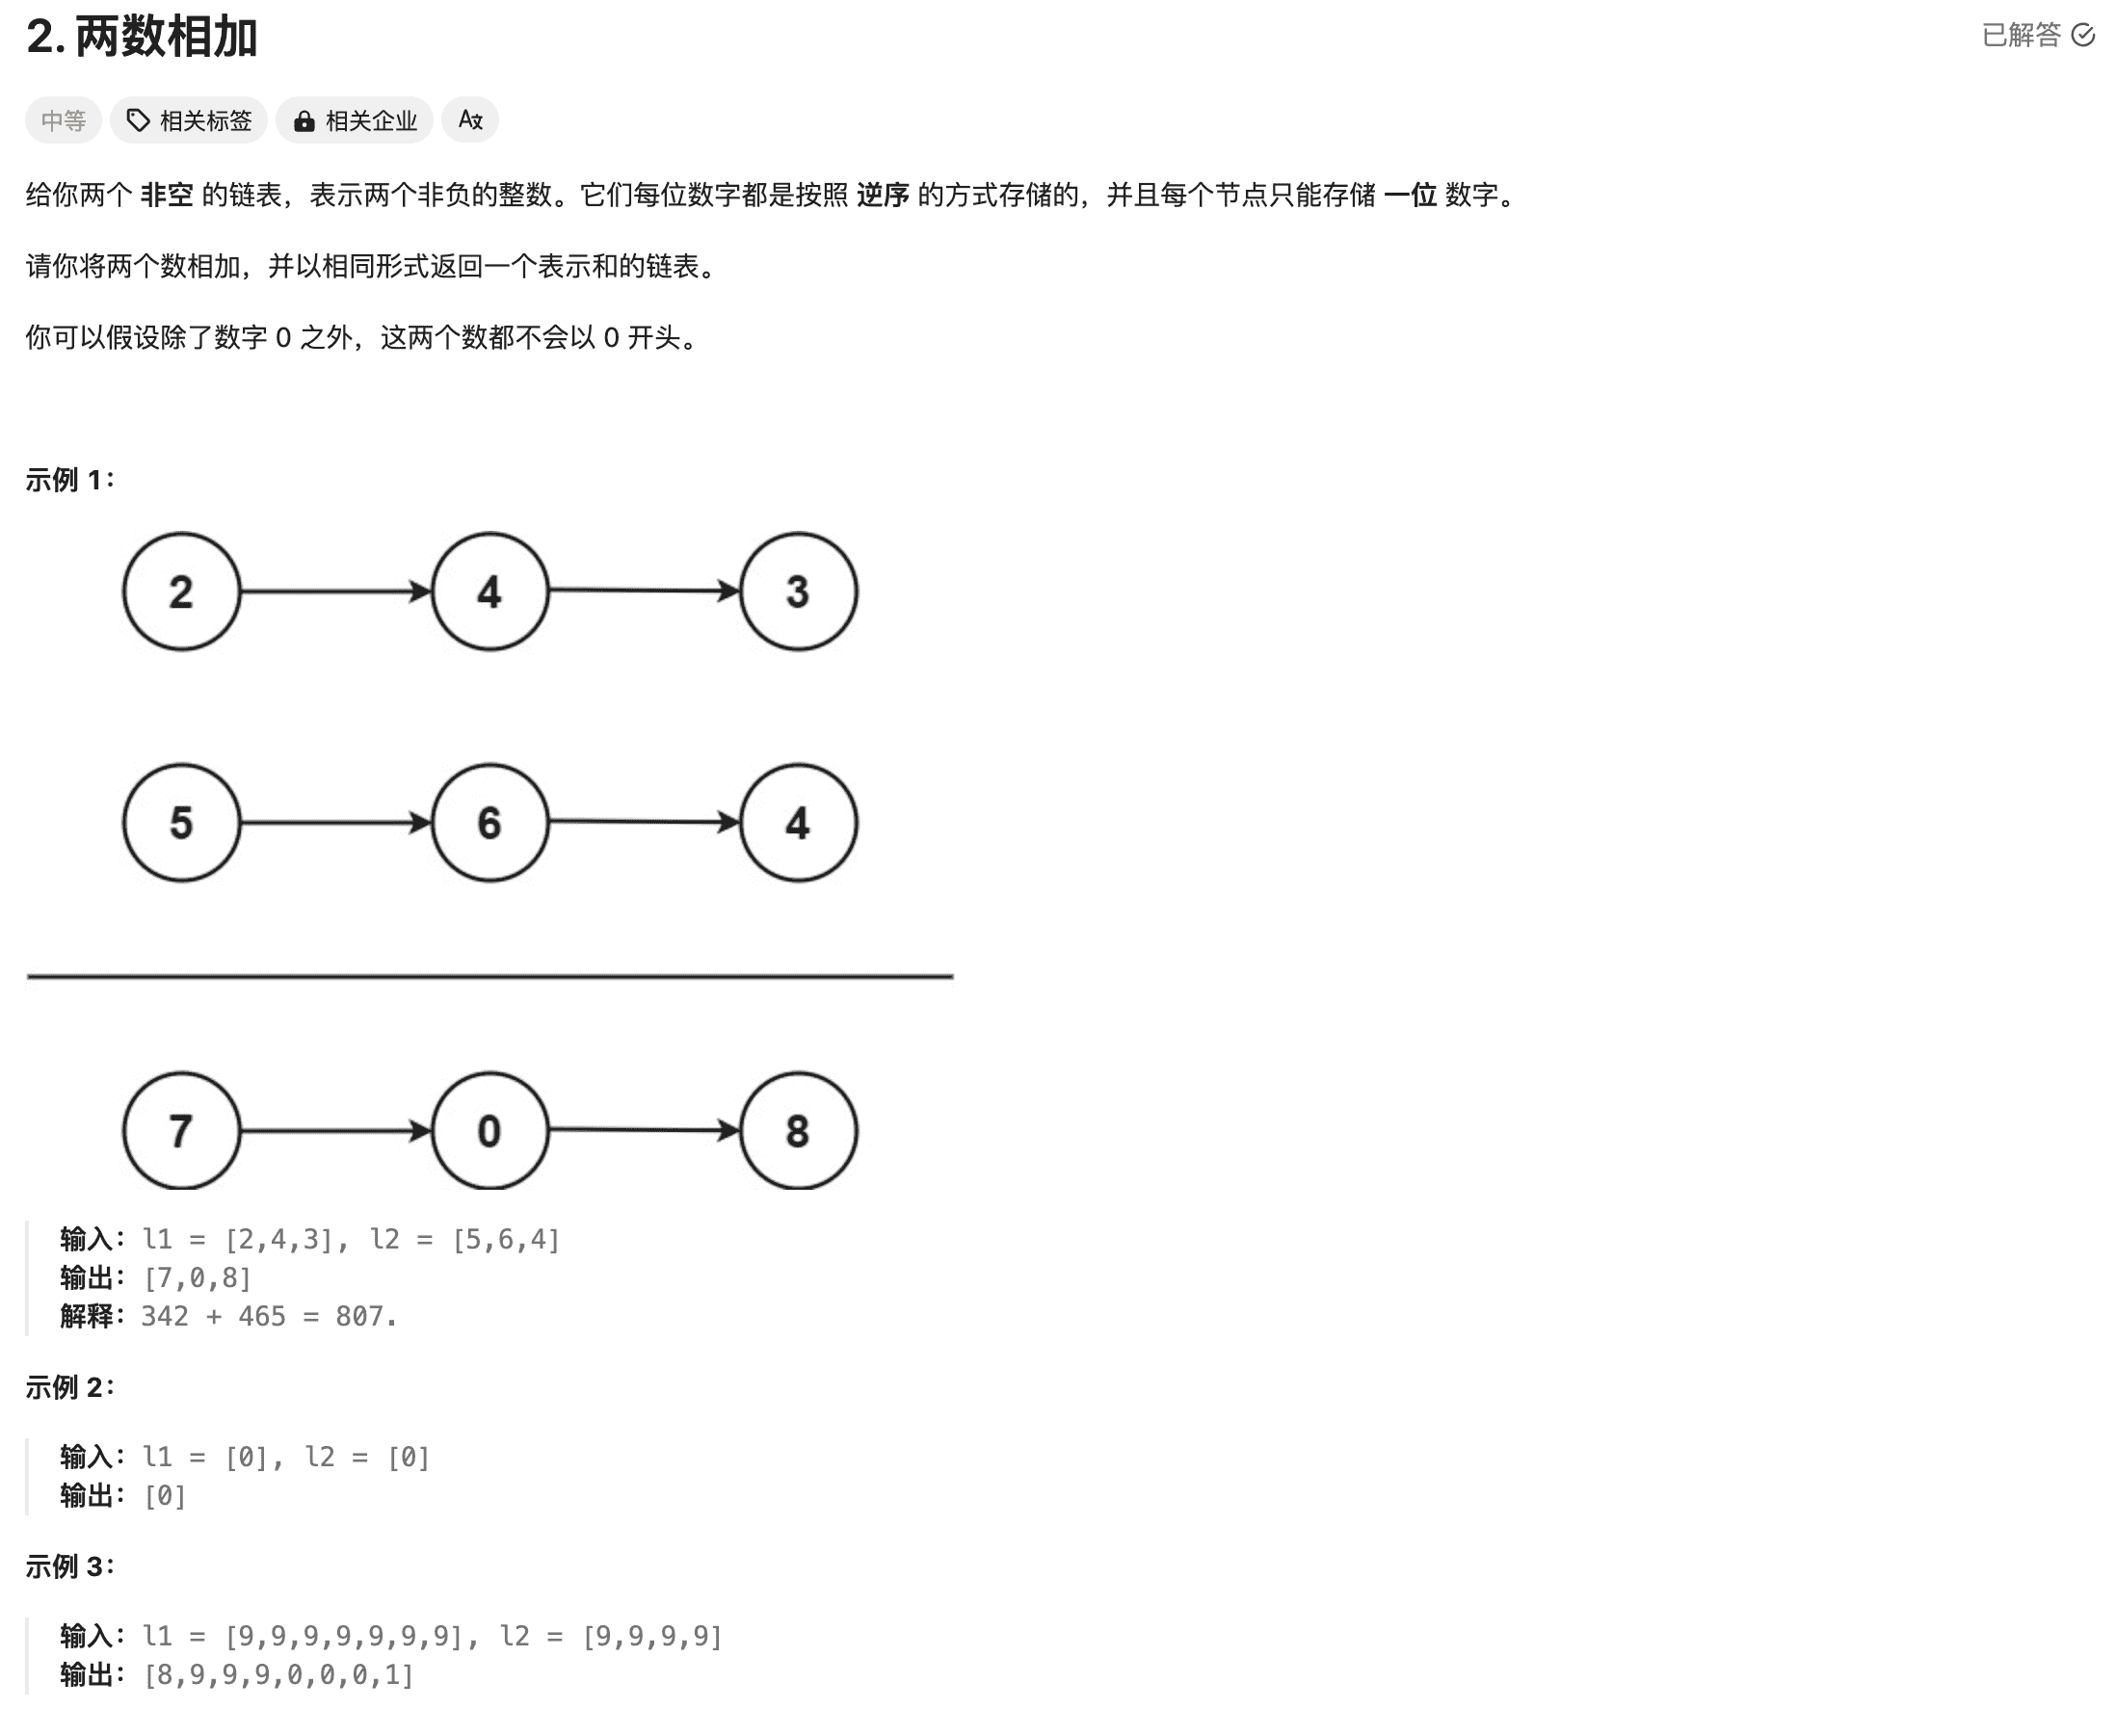 2. 两数相加
已解答
中等 相关标签 相关企业
给你两个 非空 的链表，表示两个非负的整数。它们每位数字都是按照 逆序 的方式存储的，并且每个节点只能存储 一位 数字。
请你将两个数相加，并以相同形式返回一个表示和的链表。
你可以假设除了数字 0 之外，这两个数都不会以 0 开头。
示例 1：
2 4 3
5 6 4
7 0 8
输入：l1 = [2,4,3], l2 = [5,6,4]
输出：[7,0,8]
解释：342 + 465 = 807.
示例 2：
输入：l1 = [0], l2 = [0]
输出：[0]
示例 3：
输入：l1 = [9,9,9,9,9,9,9], l2 = [9,9,9,9]
输出：[8,9,9,9,0,0,0,1]